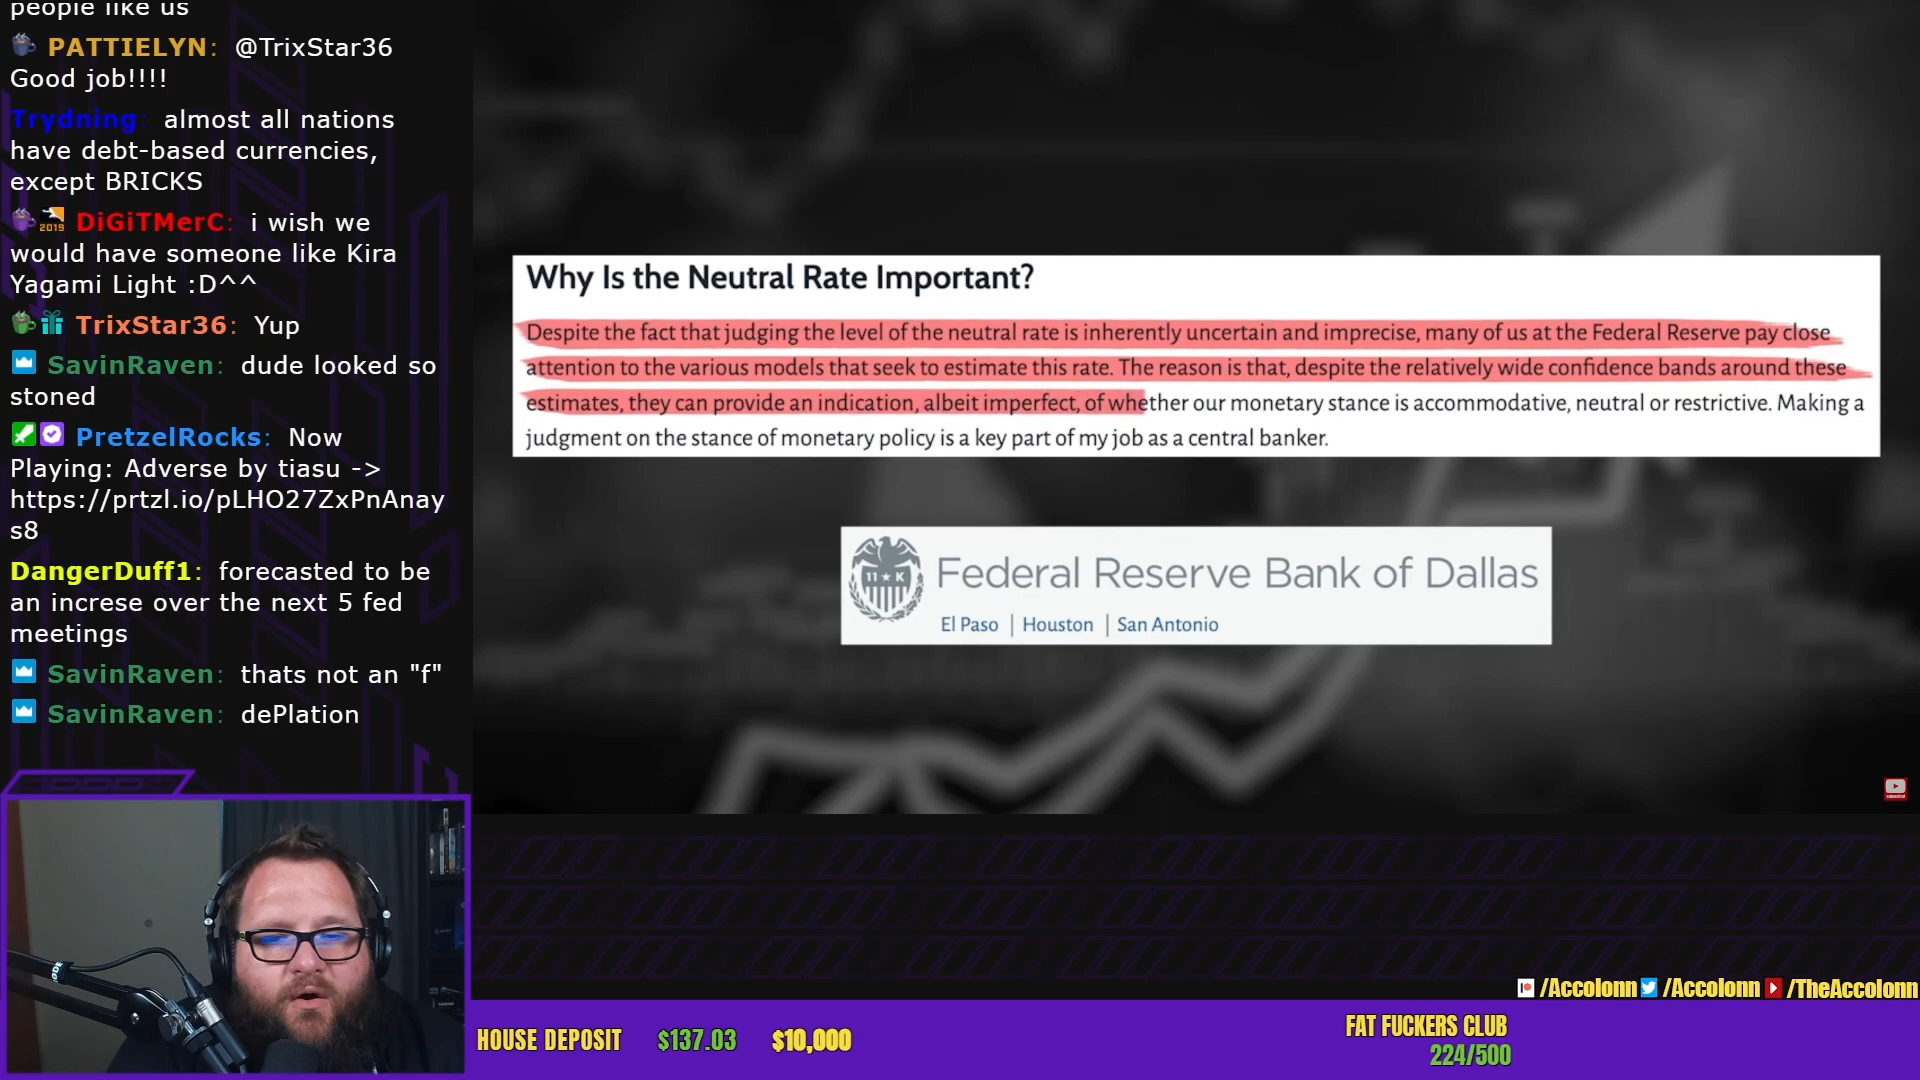 people like us
PATTIELYN: @TrixStar36
Good job!!!!
Trydning: almost all nations
have debt-based currencies,
except BRICKS
2019 DiGiTMerC: i wish we
would have someone like Kira
Yagami Light :D^^
TrixStar36: Yup
SavinRaven: dude looked so
stoned
PretzelRocks: Now
Playing: Adverse by tiasu ->
https://prtzl.io/pLHO27ZxPnAnay
s8
DangerDuff1: forecasted to be
an increse over the next 5 fed
meetings
SavinRaven: thats not an "f"
SavinRaven: dePlation
Why Is the Neutral Rate Important?
Despite the fact that judging the level of the neutral rate is inherently uncertain and imprecise, many of us at the Federal Reserve pay close
attention to the various models that seek to estimate this rate. The reason is that, despite the relatively wide confidence bands around these
estimates, they can provide an indication, albeit imperfect, of whether our monetary stance is accommodative, neutral or restrictive. Making a
judgment on the stance of monetary policy is a key part of my job as a central banker.
11★K
Federal Reserve Bank of Dallas
El Paso | Houston | San Antonio
/Accolonn /Accolonn /TheAccolonn
HOUSE DEPOSIT $137.03 $10,000
FAT FUCKERS CLUB
224/500